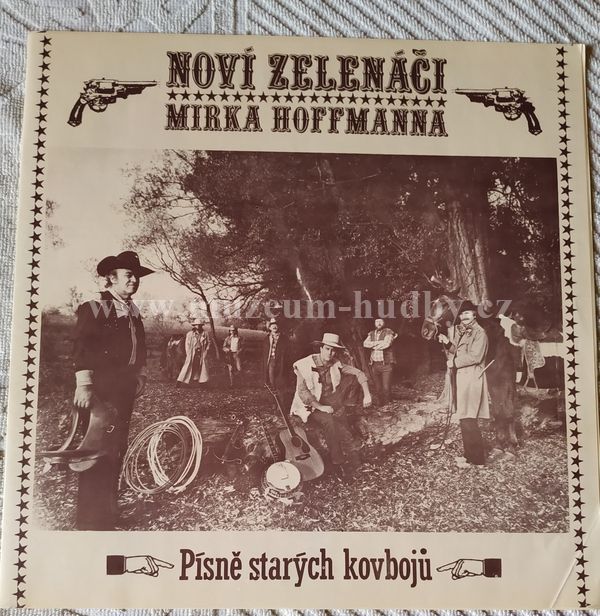 NOVÍ ZELENÁČI
MIRKA HOFFMANNA
www.muzeum-hudby.cz
Písně starých kovbojů